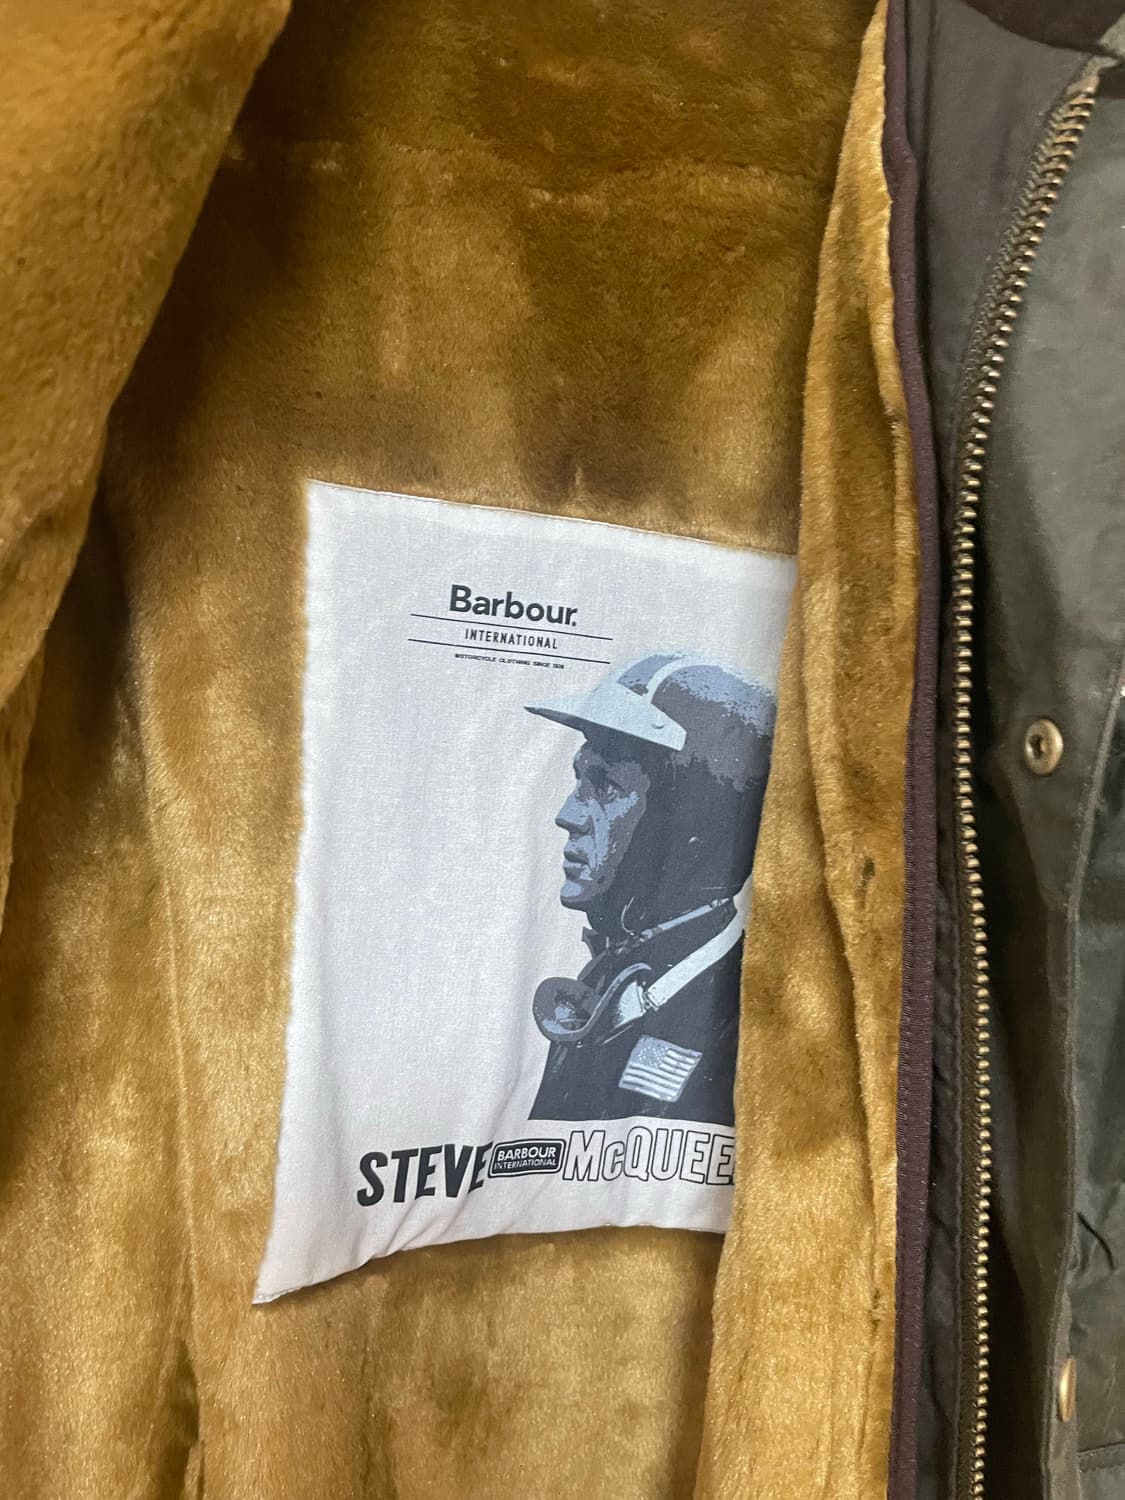 Barbour.
INTERNATIONAL
MOTORCYCLE CLOTHING SINCE 1936
STEVE BARBOUR INTERNATIONAL McQUEE